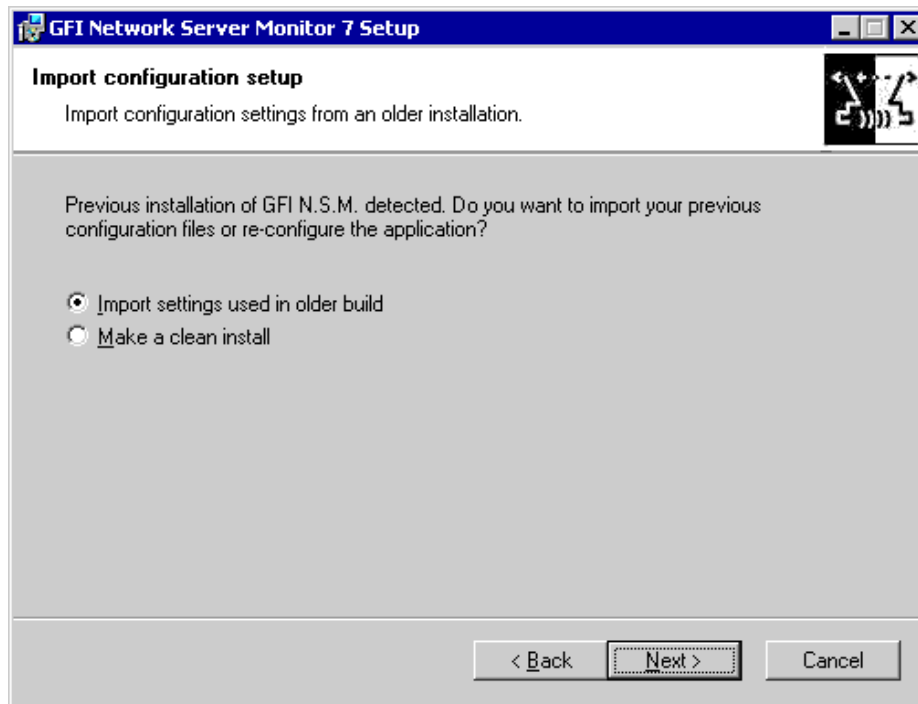 GFI Network Server Monitor 7 Setup
Import configuration setup
Import configuration settings from an older installation.
Previous installation of GFI N.S.M. detected. Do you want to import your previous
configuration files or re-configure the application?
Import settings used in older build
Make a clean install
< Back
Next >
Cancel